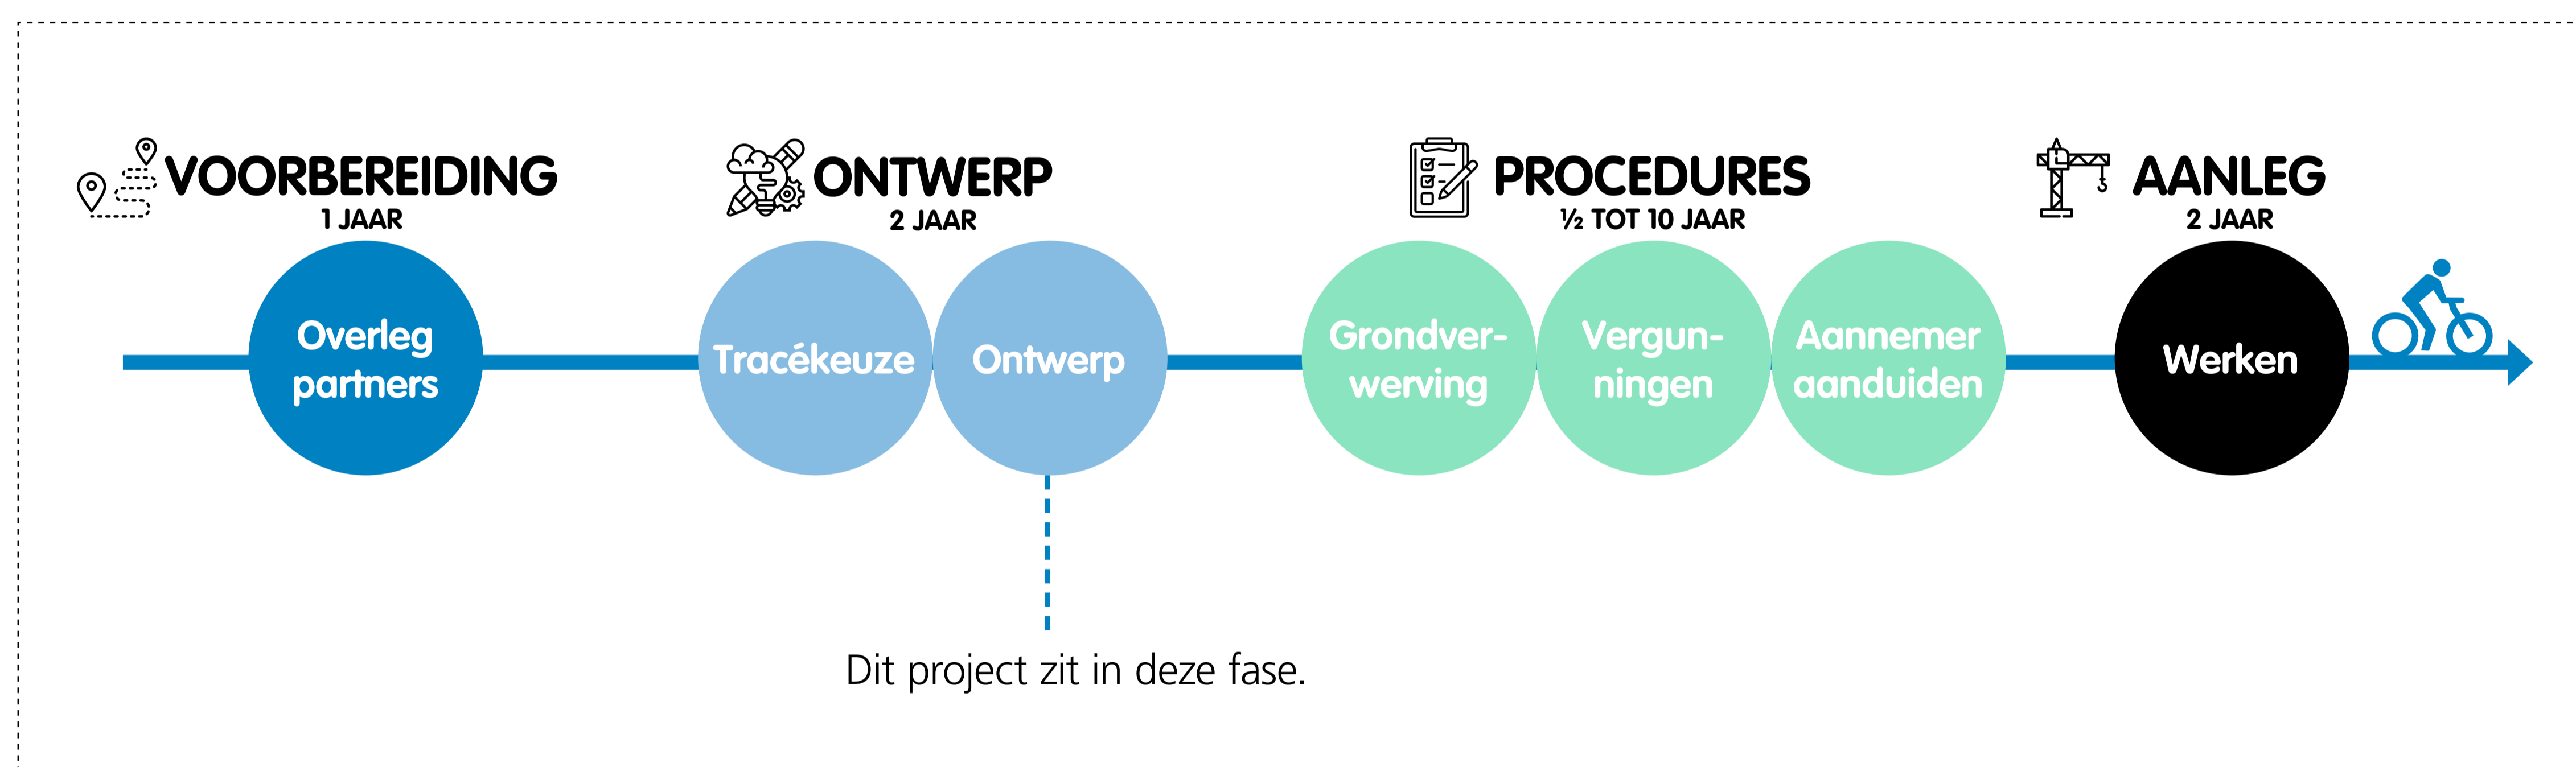 VOORBEREIDING
1 JAAR
Overleg
partners
ONTWERP
2 JAAR
Tracékeuze
Ontwerp
PROCEDURES
½ TOT 10 JAAR
Grondver-
werving
Vergun-
ningen
Aannemer
aanduiden
AANLEG
2 JAAR
Werken
Dit project zit in deze fase.